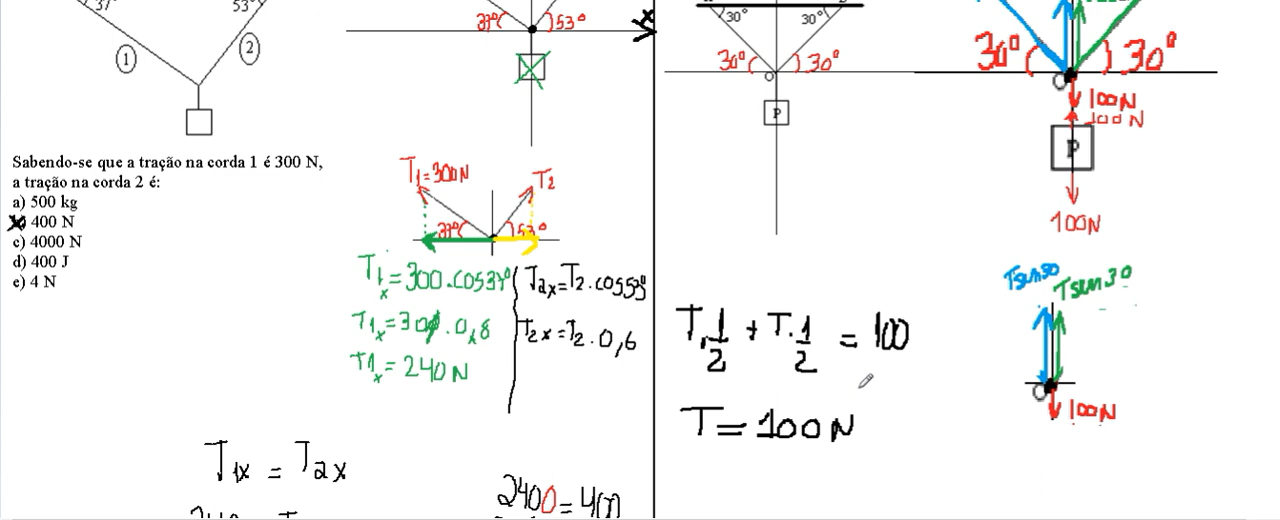 37°
53°
1
2
Sabendo-se que a tração na corda 1 é 300 N,
a tração na corda 2 é:
a) 500 kg
400 N
c) 4000 N
d) 400 J
e) 4 N
37°
53°
x
T1=300N
T2
37°
53°
T1x=300.cos37°
T1x=300.0,8
T1x=240N
T2x=T2.cos53°
T2x=T2.0,6
T1x = T2x
2400=400
30°
30°
30°
30°
O
P
30°
30°
O
100N
100N
P
100N
T.1/2 + T.1/2 = 100
T=100N
Tsen30
Tsen30
O
100N